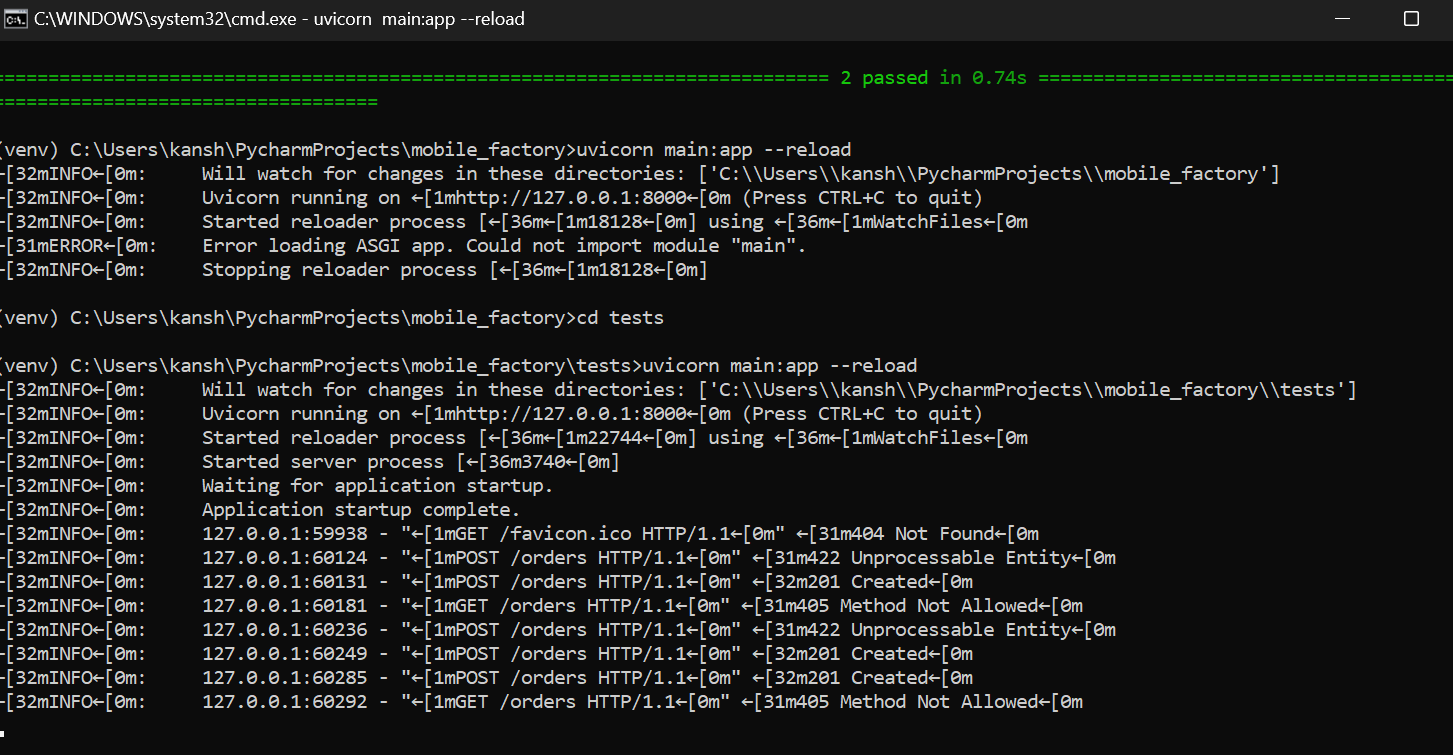 C:\WINDOWS\system32\cmd.exe - uvicorn  main:app --reload
============================================================================ 2 passed in 0.74s ======================================
===================================
(venv) C:\Users\kansh\PycharmProjects\mobile_factory>uvicorn main:app --reload
←[32mINFO←[0m:     Will watch for changes in these directories: ['C:\\Users\\kansh\\PycharmProjects\\mobile_factory']
←[32mINFO←[0m:     Uvicorn running on ←[1mhttp://127.0.0.1:8000←[0m (Press CTRL+C to quit)
←[32mINFO←[0m:     Started reloader process [←[36m←[1m18128←[0m] using ←[36m←[1mWatchFiles←[0m
←[31mERROR←[0m:    Error loading ASGI app. Could not import module "main".
←[32mINFO←[0m:     Stopping reloader process [←[36m←[1m18128←[0m]
(venv) C:\Users\kansh\PycharmProjects\mobile_factory>cd tests
(venv) C:\Users\kansh\PycharmProjects\mobile_factory\tests>uvicorn main:app --reload
←[32mINFO←[0m:     Will watch for changes in these directories: ['C:\\Users\\kansh\\PycharmProjects\\mobile_factory\\tests']
←[32mINFO←[0m:     Uvicorn running on ←[1mhttp://127.0.0.1:8000←[0m (Press CTRL+C to quit)
←[32mINFO←[0m:     Started reloader process [←[36m←[1m22744←[0m] using ←[36m←[1mWatchFiles←[0m
←[32mINFO←[0m:     Started server process [←[36m3740←[0m]
←[32mINFO←[0m:     Waiting for application startup.
←[32mINFO←[0m:     Application startup complete.
←[32mINFO←[0m:     127.0.0.1:59938 - "←[1mGET /favicon.ico HTTP/1.1←[0m" ←[31m404 Not Found←[0m
←[32mINFO←[0m:     127.0.0.1:60124 - "←[1mPOST /orders HTTP/1.1←[0m" ←[31m422 Unprocessable Entity←[0m
←[32mINFO←[0m:     127.0.0.1:60131 - "←[1mPOST /orders HTTP/1.1←[0m" ←[32m201 Created←[0m
←[32mINFO←[0m:     127.0.0.1:60181 - "←[1mGET /orders HTTP/1.1←[0m" ←[31m405 Method Not Allowed←[0m
←[32mINFO←[0m:     127.0.0.1:60236 - "←[1mPOST /orders HTTP/1.1←[0m" ←[31m422 Unprocessable Entity←[0m
←[32mINFO←[0m:     127.0.0.1:60249 - "←[1mPOST /orders HTTP/1.1←[0m" ←[32m201 Created←[0m
←[32mINFO←[0m:     127.0.0.1:60285 - "←[1mPOST /orders HTTP/1.1←[0m" ←[32m201 Created←[0m
←[32mINFO←[0m:     127.0.0.1:60292 - "←[1mGET /orders HTTP/1.1←[0m" ←[31m405 Method Not Allowed←[0m